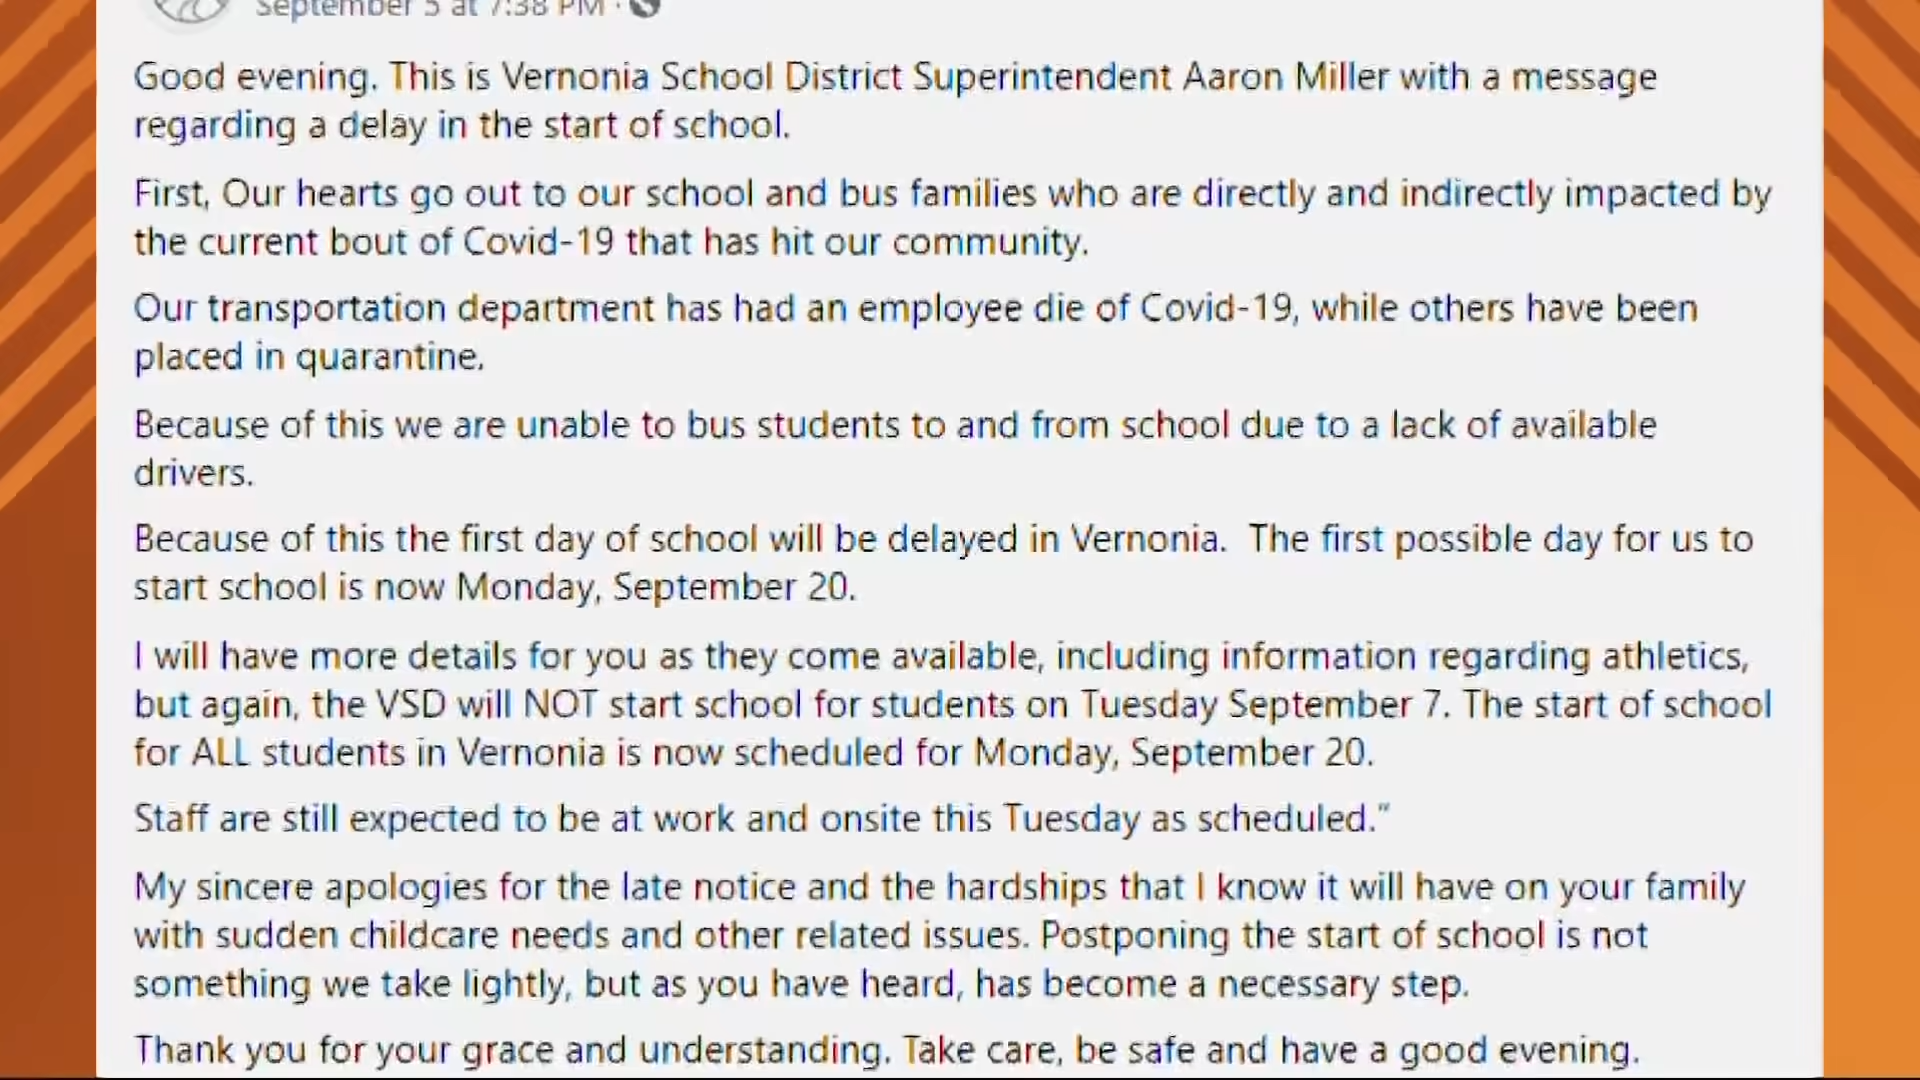 September 5 at 7:38 PM ·
Good evening. This is Vernonia School District Superintendent Aaron Miller with a message
regarding a delay in the start of school.
First, Our hearts go out to our school and bus families who are directly and indirectly impacted by
the current bout of Covid-19 that has hit our community.
Our transportation department has had an employee die of Covid-19, while others have been
placed in quarantine.
Because of this we are unable to bus students to and from school due to a lack of available
drivers.
Because of this the first day of school will be delayed in Vernonia. The first possible day for us to
start school is now Monday, September 20.
I will have more details for you as they come available, including information regarding athletics,
but again, the VSD will NOT start school for students on Tuesday September 7. The start of school
for ALL students in Vernonia is now scheduled for Monday, September 20.
Staff are still expected to be at work and onsite this Tuesday as scheduled.”
My sincere apologies for the late notice and the hardships that I know it will have on your family
with sudden childcare needs and other related issues. Postponing the start of school is not
something we take lightly, but as you have heard, has become a necessary step.
Thank you for your grace and understanding. Take care, be safe and have a good evening.